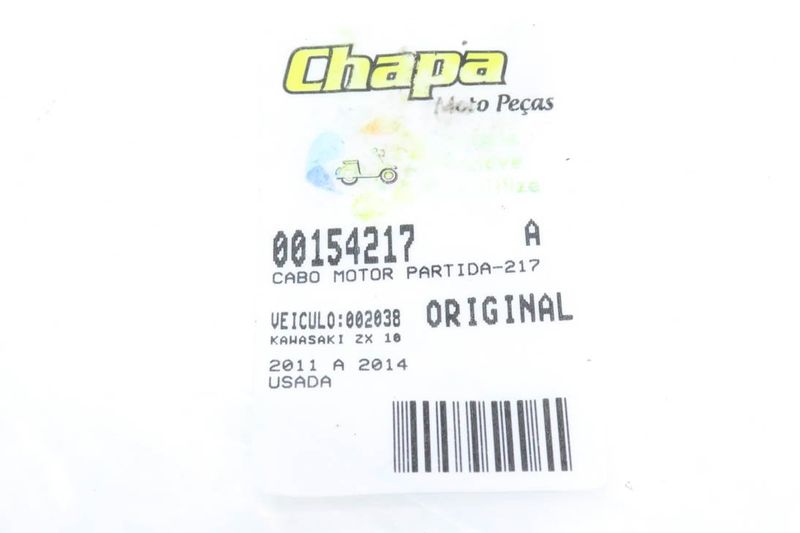 Chapa
Moto Peças
00154217 A
CABO MOTOR PARTIDA-217
VEICULO:002038 ORIGINAL
KAWASAKI ZX 10
2011 A 2014
USADA